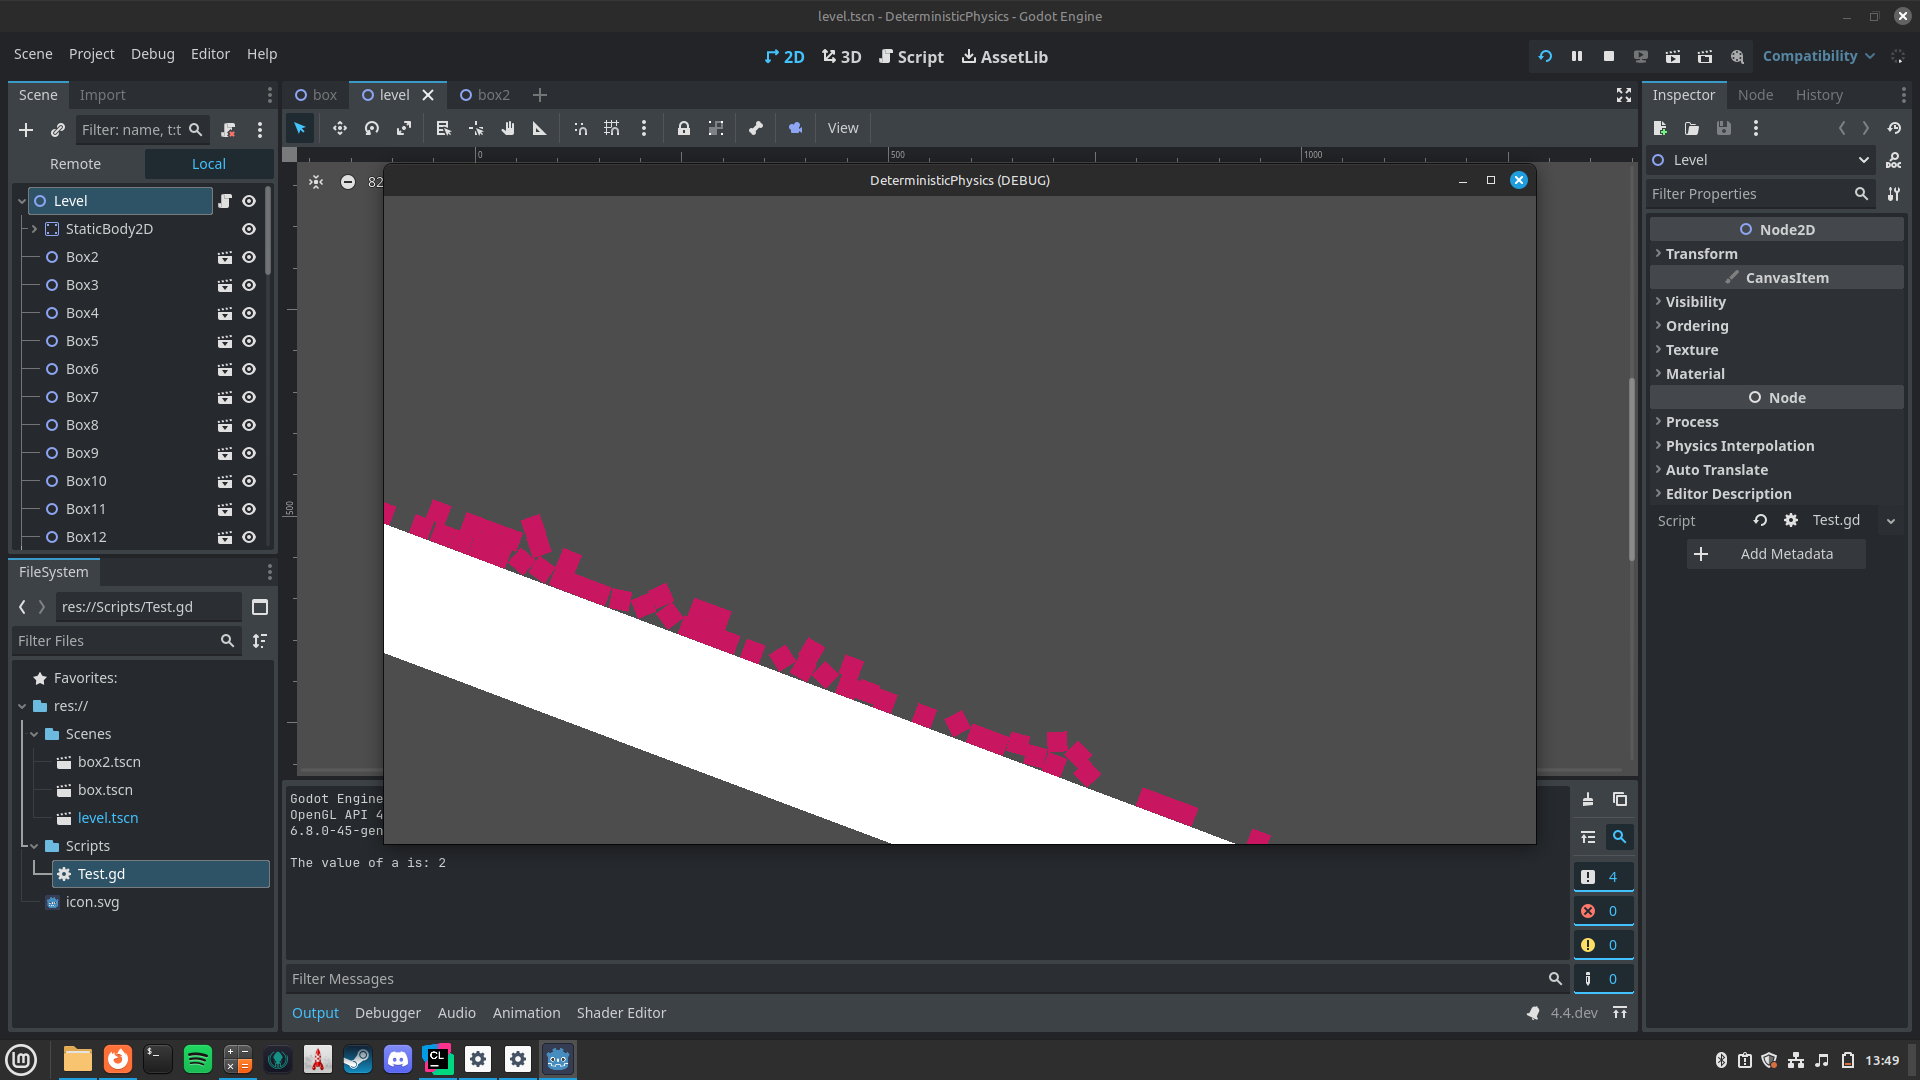 level.tscn - DeterministicPhysics - Godot Engine
Scene Project Debug Editor Help
2D 3D Script AssetLib
Compatibility
Scene Import
box level box2
Inspector Node History
Filter: name, t:t
View
Remote Local
0 500 1000
Level
82
DeterministicPhysics (DEBUG)
Filter Properties
Level
StaticBody2D
Box2
Box3
Box4
Box5
Box6
Box7
Box8
Box9
Box10
Box11
Box12
Node2D
Transform
CanvasItem
Visibility
Ordering
Texture
Material
Node
Process
Physics Interpolation
Auto Translate
Editor Description
Script Test.gd
Add Metadata
500
FileSystem
res://Scripts/Test.gd
Filter Files
Favorites:
res://
Scenes
box2.tscn
box.tscn
level.tscn
Scripts
Test.gd
icon.svg
Godot Engine
OpenGL API 4
6.8.0-45-gen
The value of a is: 2
4
0
0
0
Filter Messages
Output Debugger Audio Animation Shader Editor
4.4.dev
CL
13:49